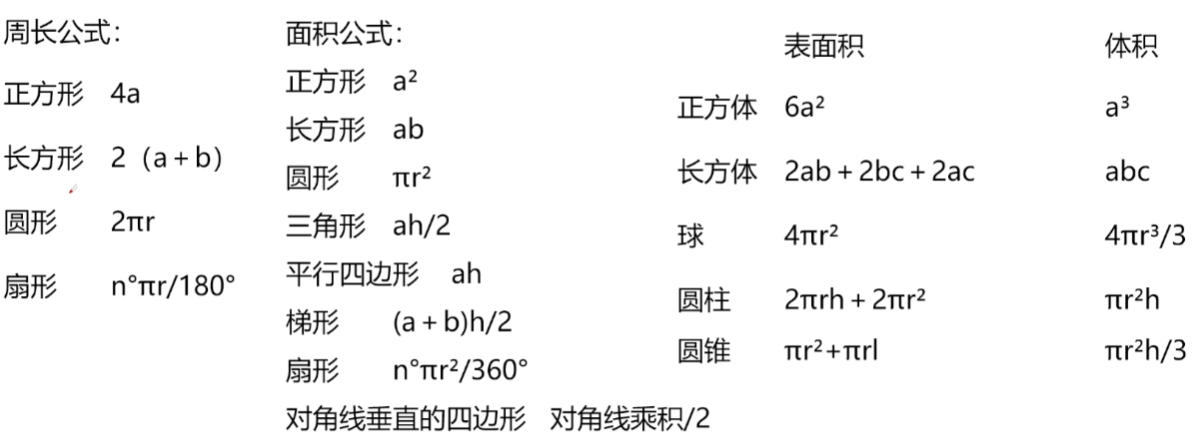 周长公式：
正方形 4a
长方形 2（a+b）
圆形 2πr
扇形 n°πr/180°
面积公式：
正方形 a²
长方形 ab
圆形 πr²
三角形 ah/2
平行四边形 ah
梯形 (a+b)h/2
扇形 n°πr²/360°
对角线垂直的四边形 对角线乘积/2
表面积 体积
正方体 6a² a³
长方体 2ab+2bc+2ac abc
球 4πr² 4πr³/3
圆柱 2πrh+2πr² πr²h
圆锥 πr²+πrl πr²h/3